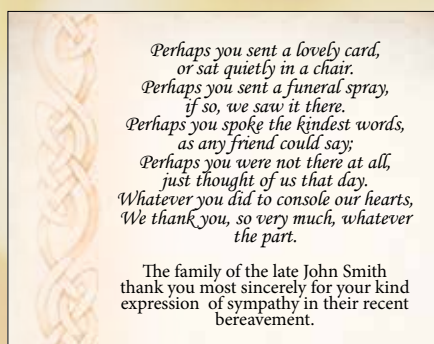 Perhaps you sent a lovely card,
or sat quietly in a chair.
Perhaps you sent a funeral spray,
if so, we saw it there.
Perhaps you spoke the kindest words,
as any friend could say;
Perhaps you were not there at all,
just thought of us that day.
Whatever you did to console our hearts,
We thank you, so very much, whatever
the part.
The family of the late John Smith
thank you most sincerely for your kind
expression of sympathy in their recent
bereavement.